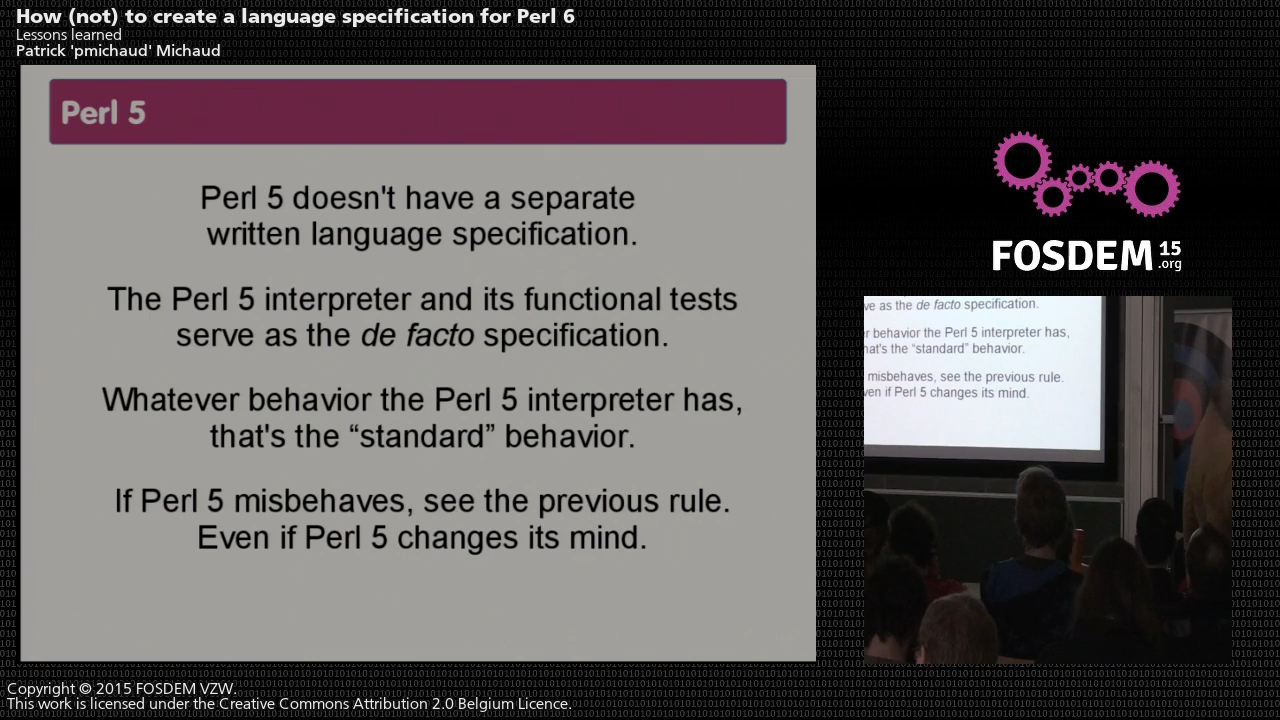 How (not) to create a language specification for Perl 6
Lessons learned
Patrick 'pmichaud' Michaud
Perl 5
Perl 5 doesn't have a separate
written language specification.
The Perl 5 interpreter and its functional tests
serve as the de facto specification.
Whatever behavior the Perl 5 interpreter has,
that's the “standard” behavior.
If Perl 5 misbehaves, see the previous rule.
Even if Perl 5 changes its mind.
FOSDEM 15
.org
as the de facto specification.
behavior the Perl 5 interpreter has,
that's the “standard” behavior.
misbehaves, see the previous rule.
if Perl 5 changes its mind.
Copyright © 2015 FOSDEM VZW.
This work is licensed under the Creative Commons Attribution 2.0 Belgium Licence.